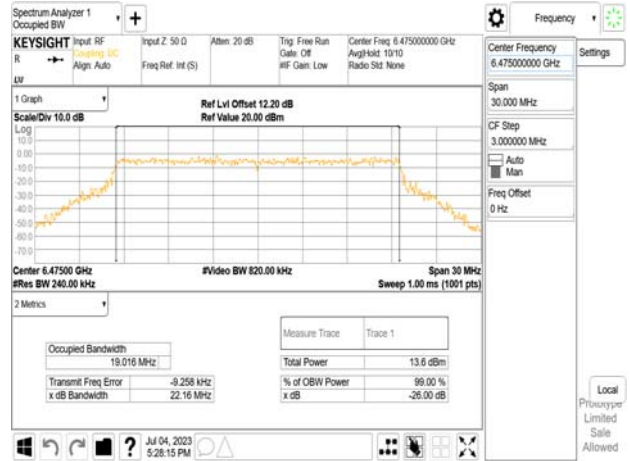 Spectrum Analyzer 1
Occupied BW
Frequency
KEYSIGHT
Input: RF
Coupling: DC
Align: Auto
Input Z: 50 Ω
Freq Ref: Int (S)
Atten: 20 dB
Trig: Free Run
Gate: Off
#IF Gain: Low
Center Freq: 6.475000000 GHz
Avg|Hold: 10/10
Radio Std: None
R
LXI
1 Graph
Scale/Div 10.0 dB
Ref Lvl Offset 12.20 dB
Ref Value 20.00 dBm
Log
10.0
0.00
-10.0
-20.0
-30.0
-40.0
-50.0
-60.0
-70.0
Center 6.47500 GHz
#Res BW 240.00 kHz
#Video BW 820.00 kHz
Span 30 MHz
Sweep 1.00 ms (1001 pts)
2 Metrics
Measure Trace Trace 1
Occupied Bandwidth
19.016 MHz
Total Power 13.6 dBm
Transmit Freq Error -9.258 kHz
% of OBW Power 99.00 %
x dB Bandwidth 22.16 MHz
x dB -26.00 dB
Jul 04, 2023
5:28:15 PM
Center Frequency
6.475000000 GHz
Settings
Span
30.000 MHz
CF Step
3.000000 MHz
Auto
Man
Freq Offset
0 Hz
Local
Prototype
Limited
Sale
Allowed